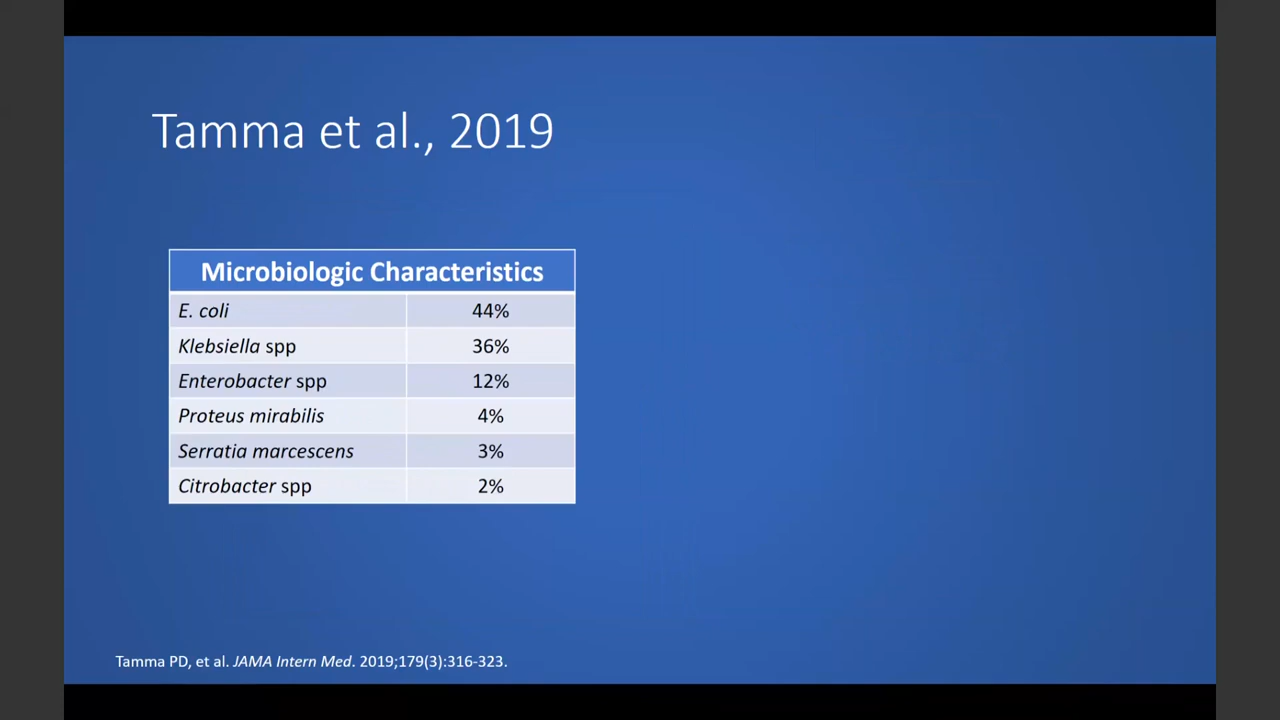 Tamma et al., 2019
Microbiologic Characteristics
E. coli 44%
Klebsiella spp 36%
Enterobacter spp 12%
Proteus mirabilis 4%
Serratia marcescens 3%
Citrobacter spp 2%
Tamma PD, et al. JAMA Intern Med. 2019;179(3):316-323.